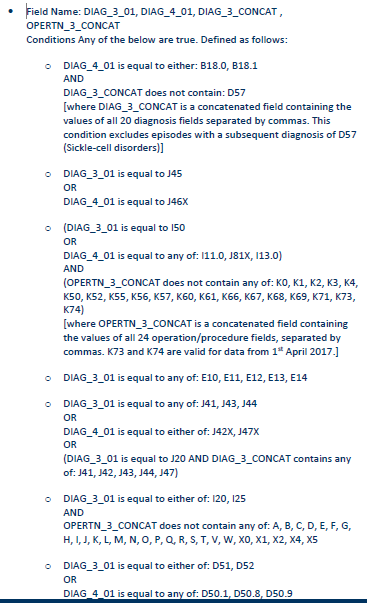 • Field Name: DIAG_3_01, DIAG_4_01, DIAG_3_CONCAT ,
OPERTN_3_CONCAT
Conditions Any of the below are true. Defined as follows:
o DIAG_4_01 is equal to either: B18.0, B18.1
AND
DIAG_3_CONCAT does not contain: D57
[where DIAG_3_CONCAT is a concatenated field containing the
values of all 20 diagnosis fields separated by commas. This
condition excludes episodes with a subsequent diagnosis of D57
(Sickle-cell disorders)]
o DIAG_3_01 is equal to J45
OR
DIAG_4_01 is equal to J46X
o (DIAG_3_01 is equal to I50
OR
DIAG_4_01 is equal to any of: I11.0, J81X, I13.0)
AND
(OPERTN_3_CONCAT does not contain any of: K0, K1, K2, K3, K4,
K50, K52, K55, K56, K57, K60, K61, K66, K67, K68, K69, K71, K73,
K74)
[where OPERTN_3_CONCAT is a concatenated field containing
the values of all 24 operation/procedure fields, separated by
commas. K73 and K74 are valid for data from 1st April 2017.]
o DIAG_3_01 is equal to any of: E10, E11, E12, E13, E14
o DIAG_3_01 is equal to any of: J41, J43, J44
OR
DIAG_4_01 is equal to either of: J42X, J47X
OR
(DIAG_3_01 is equal to J20 AND DIAG_3_CONCAT contains any
of: J41, J42, J43, J44, J47)
o DIAG_3_01 is equal to either of: I20, I25
AND
OPERTN_3_CONCAT does not contain any of: A, B, C, D, E, F, G,
H, I, J, K, L, M, N, O, P, Q, R, S, T, V, W, X0, X1, X2, X4, X5
o DIAG_3_01 is equal to either of: D51, D52
OR
DIAG_4_01 is equal to any of: D50.1, D50.8, D50.9